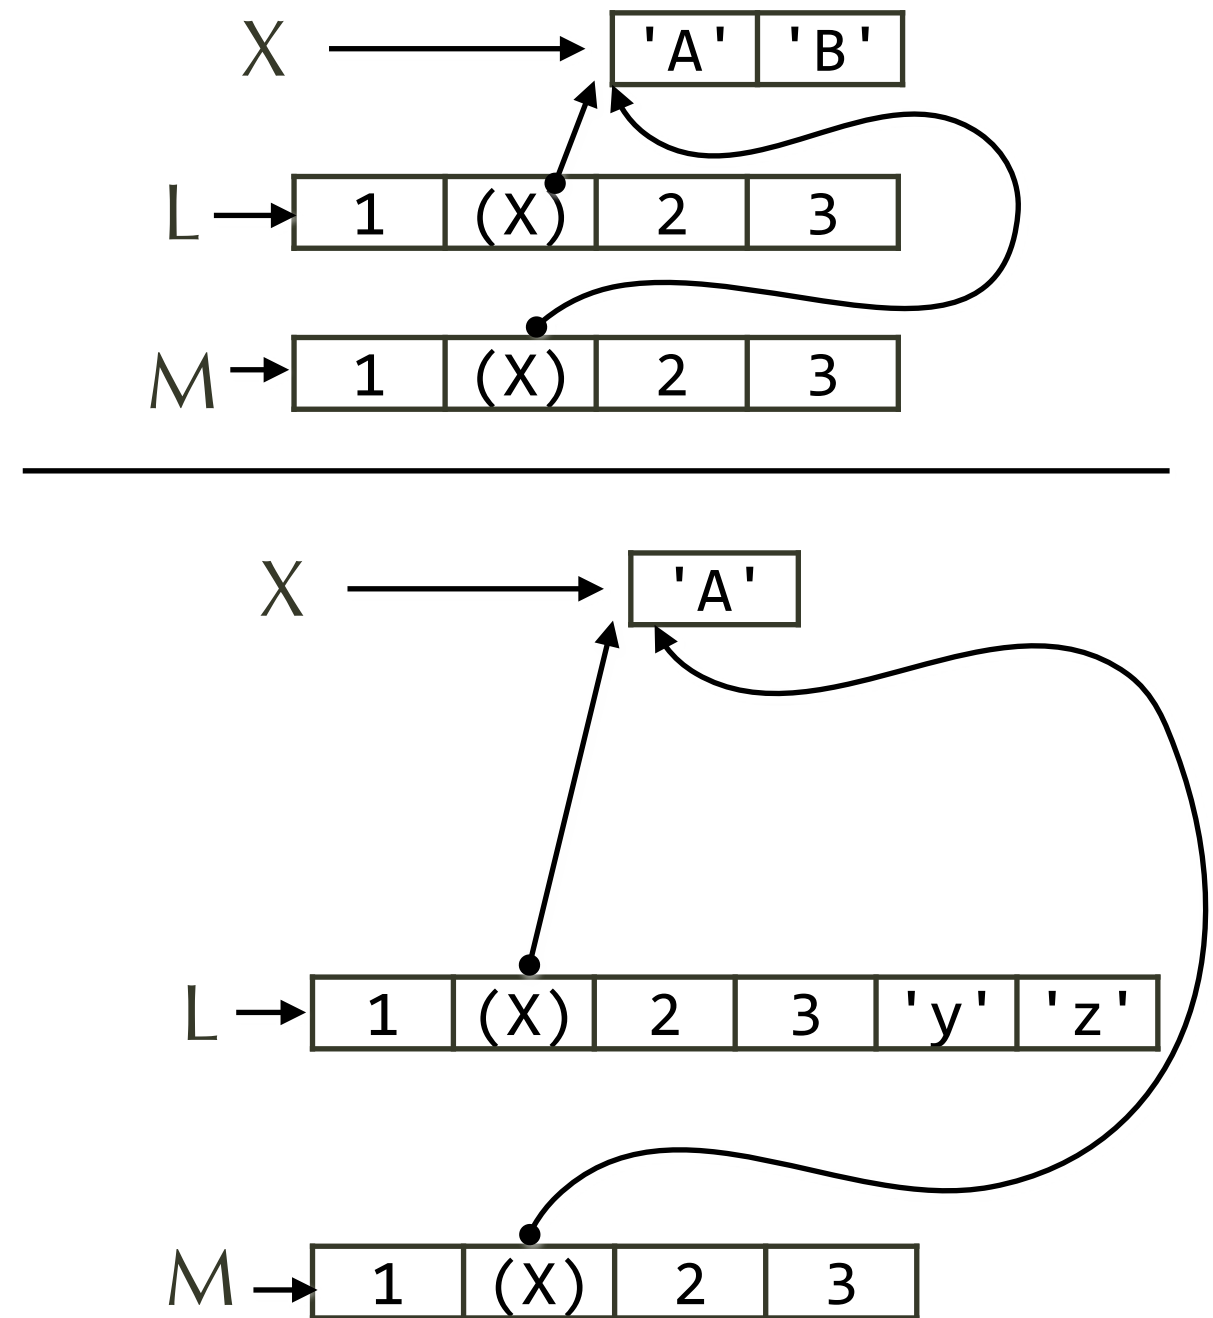 X 'A' 'B'
L 1 (X) 2 3
M 1 (X) 2 3
X 'A'
L 1 (X) 2 3 'y' 'z'
M 1 (X) 2 3